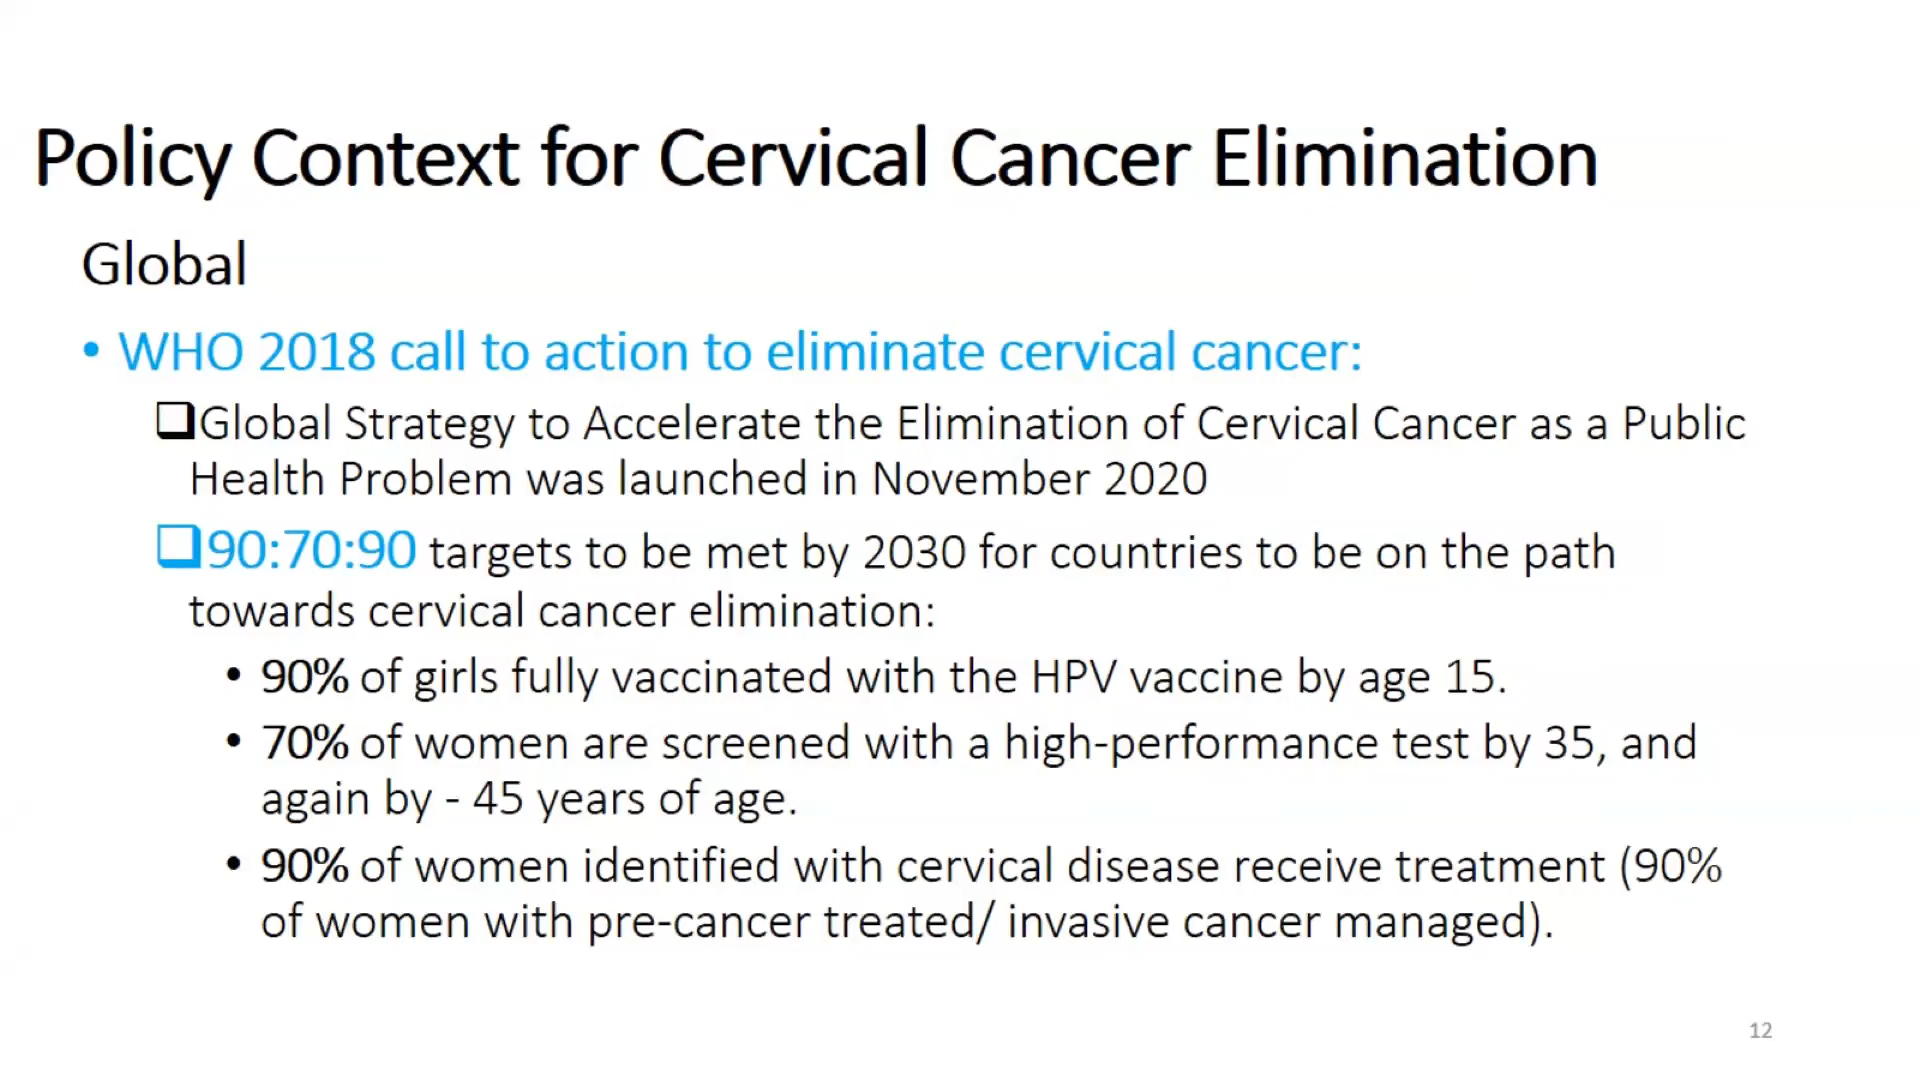 Policy Context for Cervical Cancer Elimination
Global
• WHO 2018 call to action to eliminate cervical cancer:
❑Global Strategy to Accelerate the Elimination of Cervical Cancer as a Public
Health Problem was launched in November 2020
❑90:70:90 targets to be met by 2030 for countries to be on the path
towards cervical cancer elimination:
• 90% of girls fully vaccinated with the HPV vaccine by age 15.
• 70% of women are screened with a high-performance test by 35, and
again by - 45 years of age.
• 90% of women identified with cervical disease receive treatment (90%
of women with pre-cancer treated/ invasive cancer managed).
12